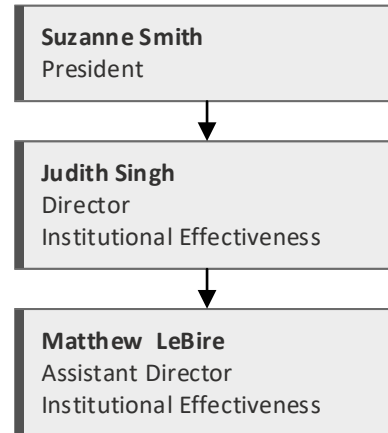 Suzanne Smith
President
Judith Singh
Director
Institutional Effectiveness
Matthew LeBire
Assistant Director
Institutional Effectiveness